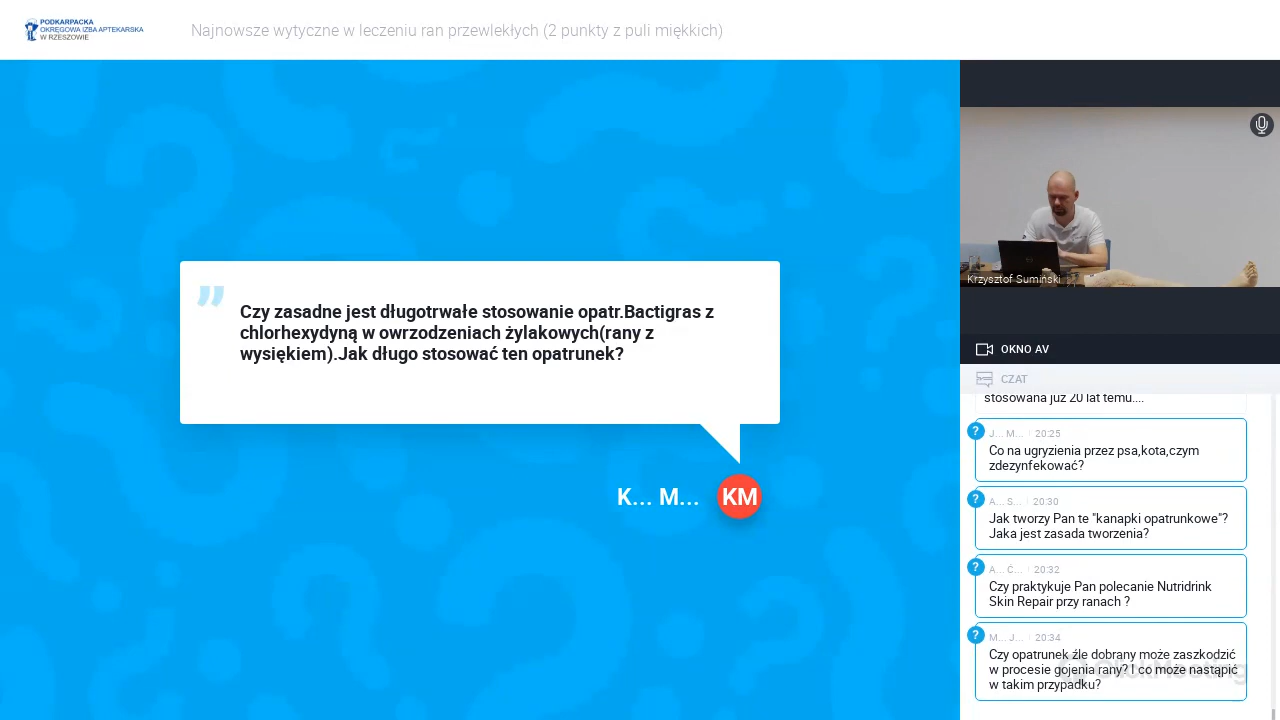 PODKARPACKA
OKRĘGOWA IZBA APTEKARSKA
W RZESZOWIE
Najnowsze wytyczne w leczeniu ran przewlekłych (2 punkty z puli miękkich)
Czy zasadne jest długotrwałe stosowanie opatr.Bactigras z
chlorhexydyną w owrzodzeniach żylakowych(rany z
wysiękiem).Jak długo stosować ten opatrunek?
K... M... KM
Krzysztof Sumiński
OKNO AV
CZAT
stosowana już 20 lat temu....
? J... M... 20:25
Co na ugryzienia przez psa,kota,czym
zdezynfekować?
? A... S... 20:30
Jak tworzy Pan te "kanapki opatrunkowe"?
Jaka jest zasada tworzenia?
? A... Ć... 20:32
Czy praktykuje Pan polecanie Nutridrink
Skin Repair przy ranach ?
? M... J... 20:34
Czy opatrunek źle dobrany może zaszkodzić
w procesie gojenia rany? I co może nastąpić
w takim przypadku?
ClickMeeting